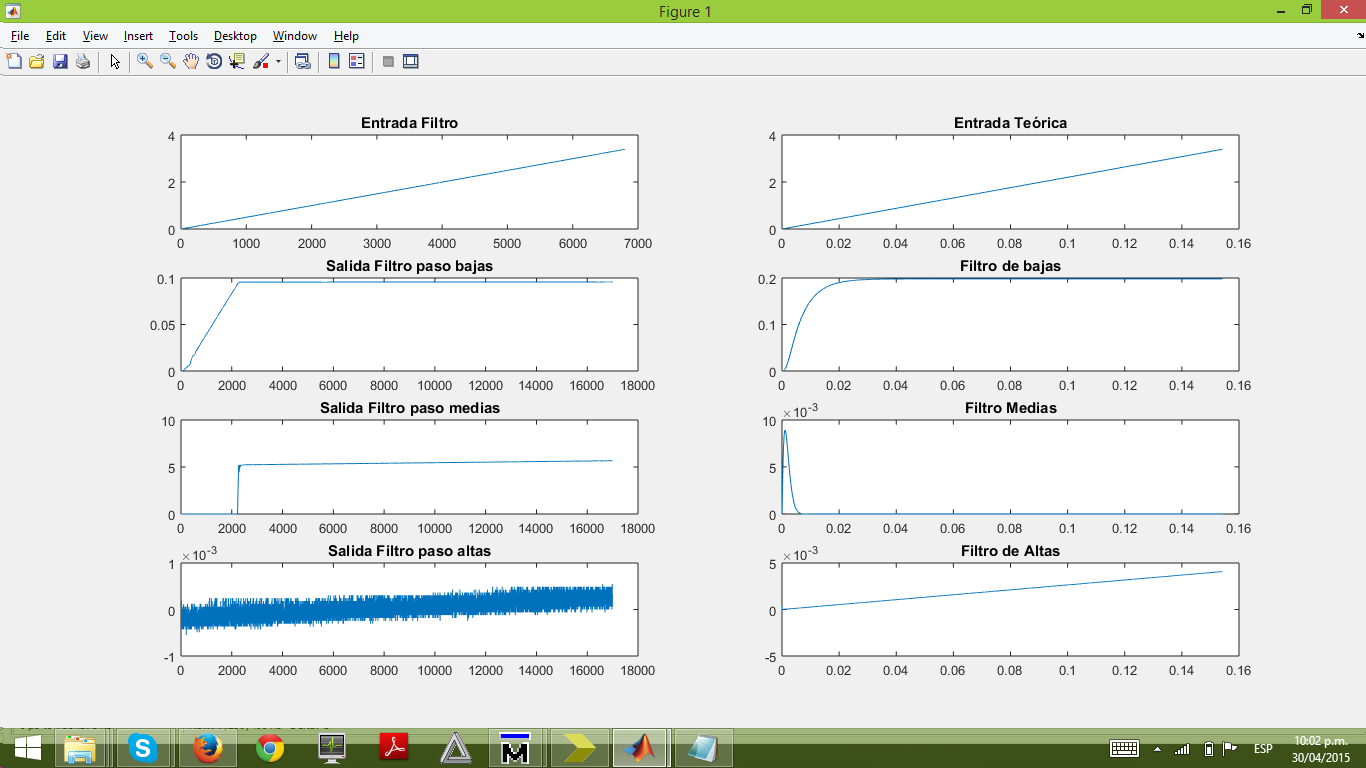 Figure 1
File Edit View Insert Tools Desktop Window Help
Entrada Filtro
4
2
0
0 1000 2000 3000 4000 5000 6000 7000
Entrada Teórica
4
2
0
0 0.02 0.04 0.06 0.08 0.1 0.12 0.14 0.16
Salida Filtro paso bajas
0.1
0.05
0
0 2000 4000 6000 8000 10000 12000 14000 16000 18000
Filtro de bajas
0.2
0.1
0
0 0.02 0.04 0.06 0.08 0.1 0.12 0.14 0.16
Salida Filtro paso medias
10
5
0
0 2000 4000 6000 8000 10000 12000 14000 16000 18000
Filtro Medias
×10⁻³
10
5
0
0 0.02 0.04 0.06 0.08 0.1 0.12 0.14 0.16
Salida Filtro paso altas
×10⁻³
1
0
-1
0 2000 4000 6000 8000 10000 12000 14000 16000 18000
Filtro de Altas
×10⁻³
5
0
-5
0 0.02 0.04 0.06 0.08 0.1 0.12 0.14 0.16
ESP
10:02 p.m.
30/04/2015